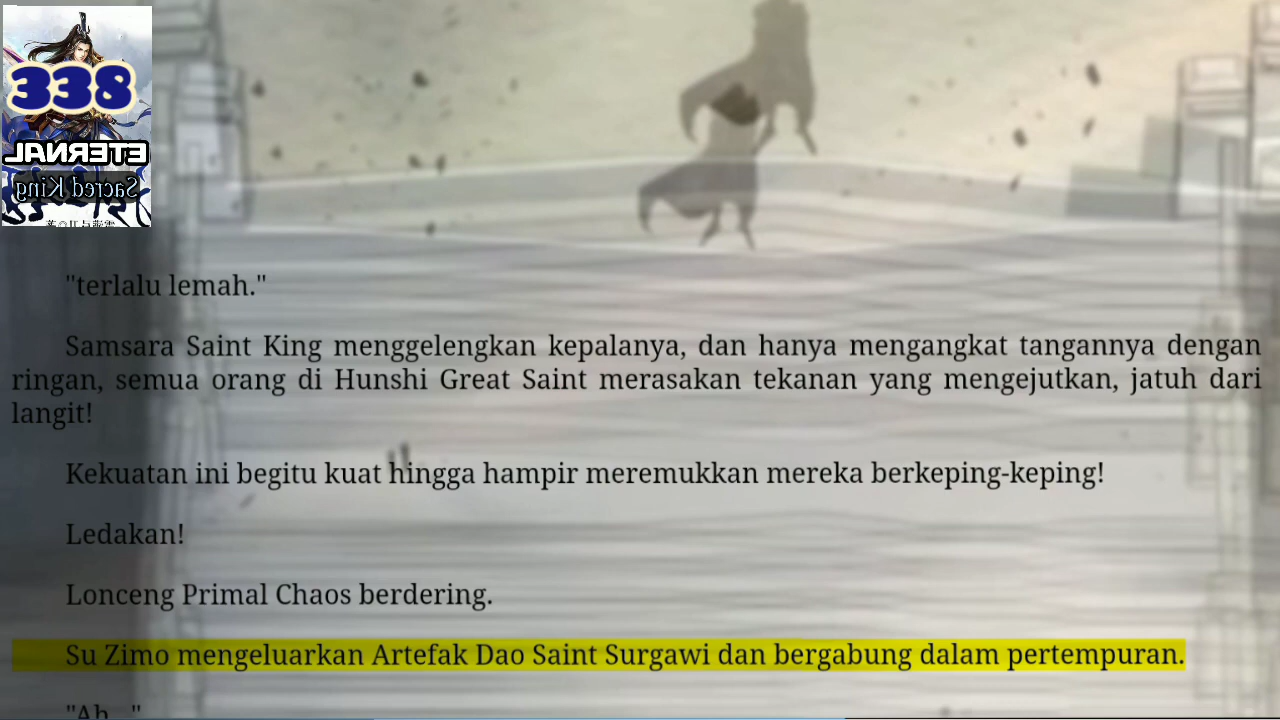 338
ETERNAL
Sacred King
"terlalu lemah."
Samsara Saint King menggelengkan kepalanya, dan hanya mengangkat tangannya dengan
ringan, semua orang di Hunshi Great Saint merasakan tekanan yang mengejutkan, jatuh dari
langit!
Kekuatan ini begitu kuat hingga hampir meremukkan mereka berkeping-keping!
Ledakan!
Lonceng Primal Chaos berdering.
Su Zimo mengeluarkan Artefak Dao Saint Surgawi dan bergabung dalam pertempuran.
"Ah..."